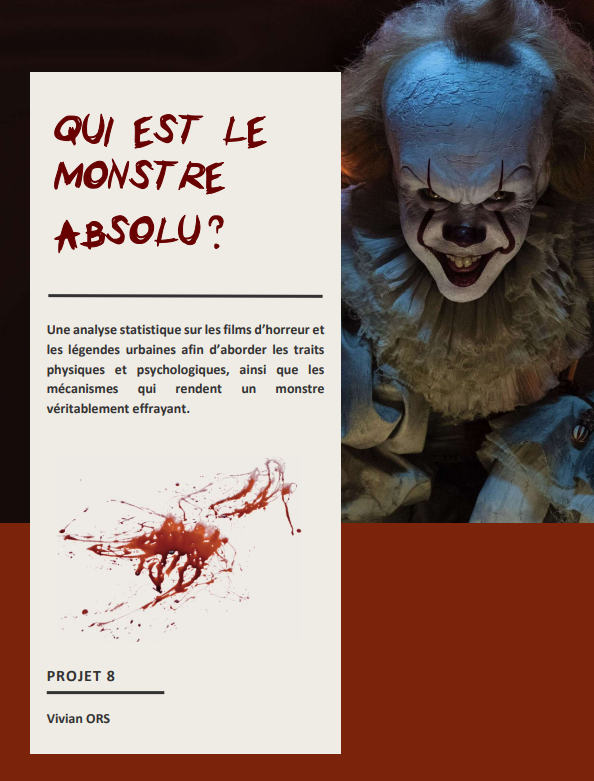 QUI EST LE
MONSTRE
ABSOLU?
Une analyse statistique sur les films d'horreur et
les légendes urbaines afin d'aborder les traits
physiques et psychologiques, ainsi que les
mécanismes qui rendent un monstre
véritablement effrayant.
PROJET 8
Vivian ORS